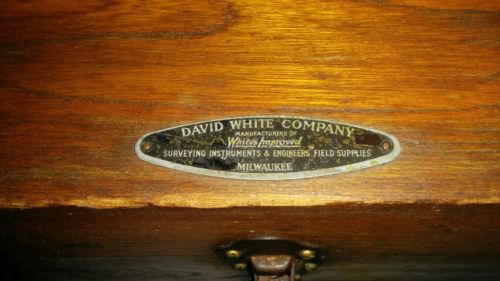 DAVID WHITE COMPANY
MANUFACTURERS OF
White's Improved
SURVEYING INSTRUMENTS & ENGINEERS FIELD SUPPLIES
MILWAUKEE